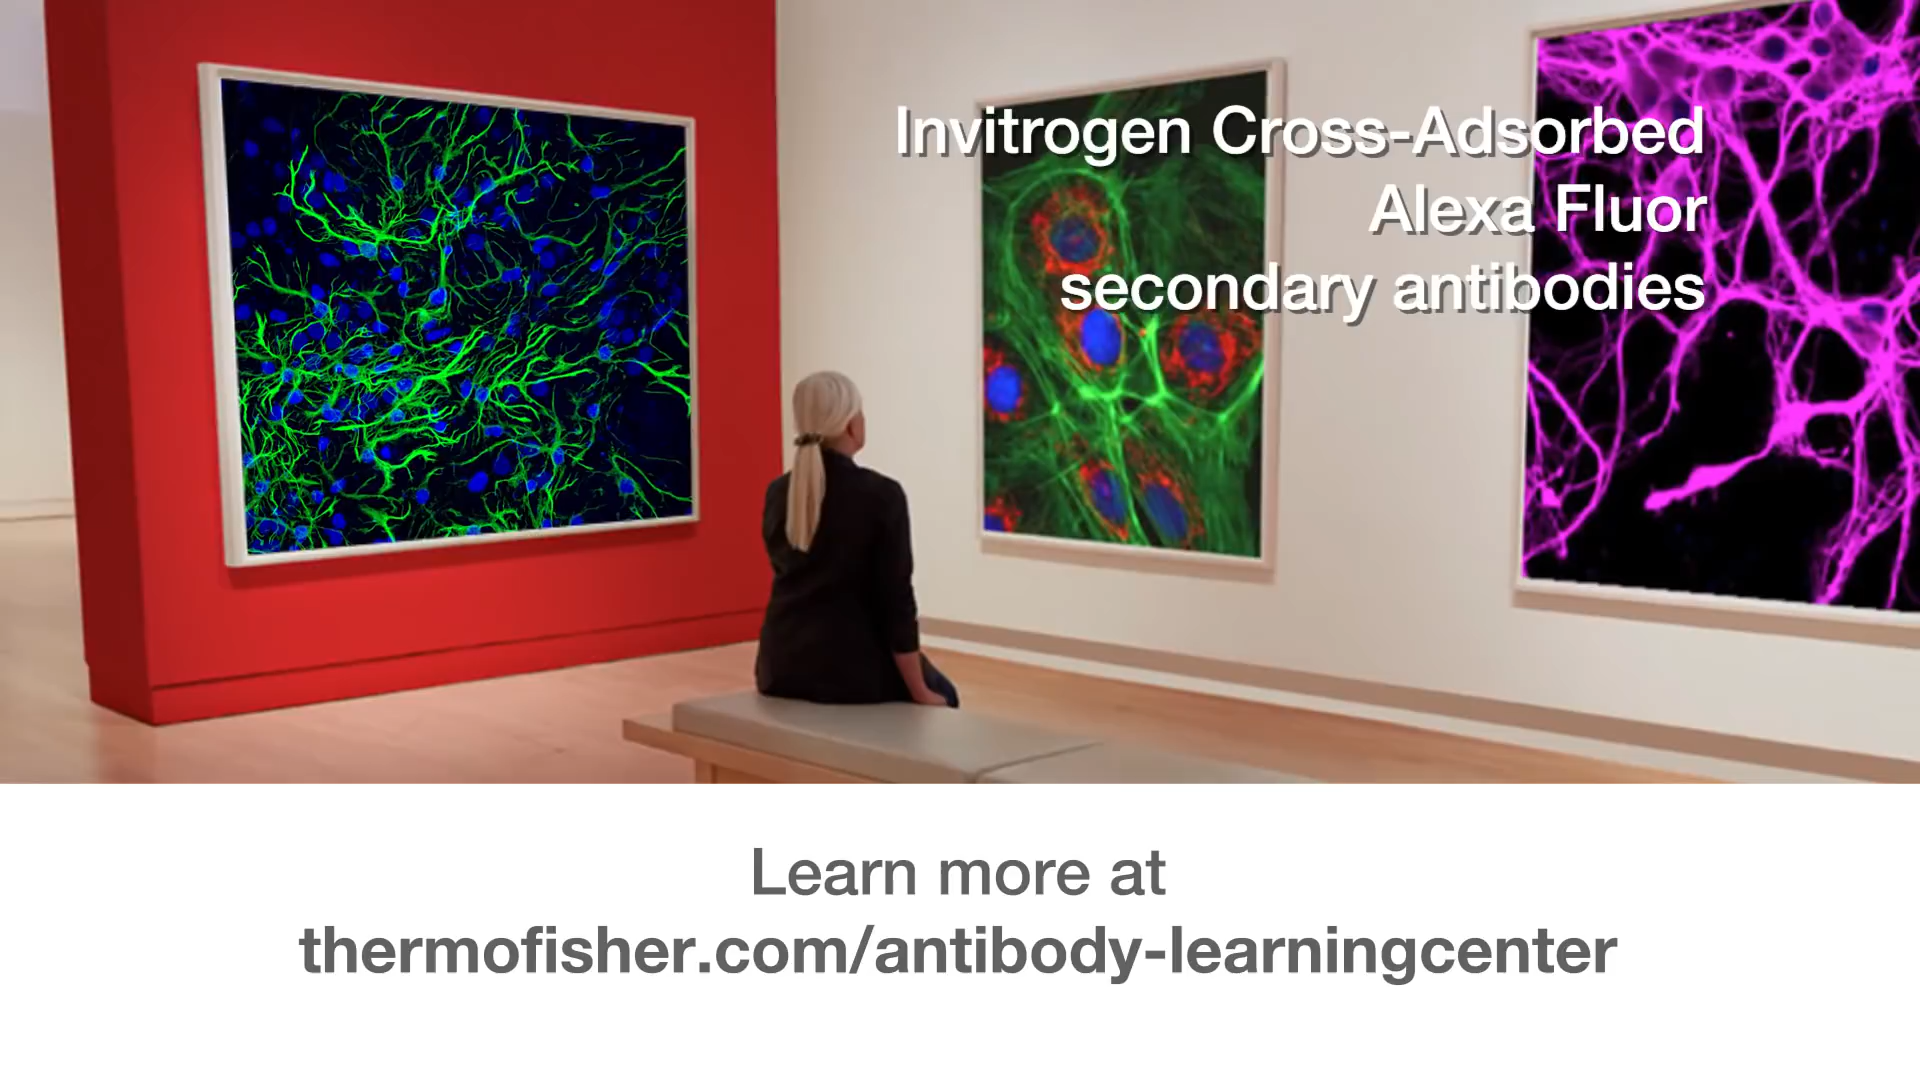 Invitrogen Cross-Adsorbed
Alexa Fluor
secondary antibodies
Learn more at
thermofisher.com/antibody-learningcenter